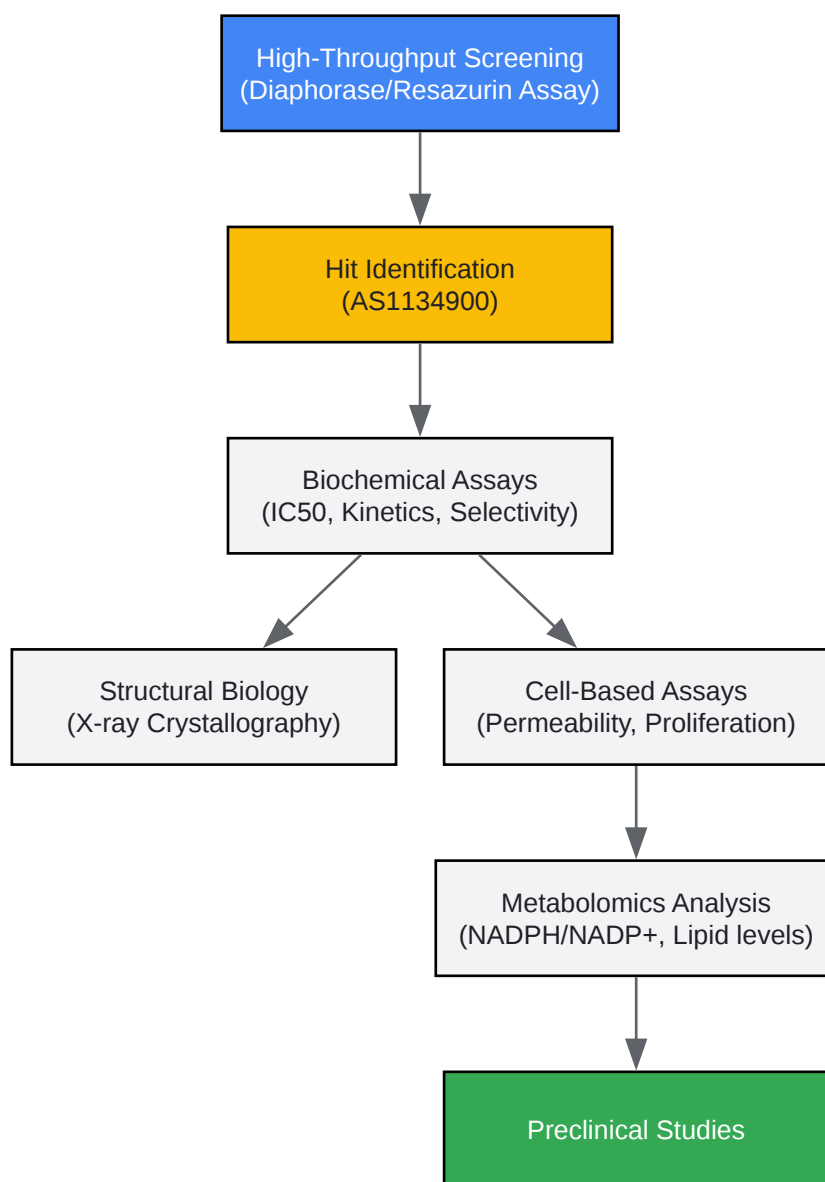 High-Throughput Screening
(Diaphorase/Resazurin Assay)
Hit Identification
(AS1134900)
Biochemical Assays
(IC50, Kinetics, Selectivity)
Structural Biology
(X-ray Crystallography)
Cell-Based Assays
(Permeability, Proliferation)
Metabolomics Analysis
(NADPH/NADP+, Lipid levels)
Preclinical Studies